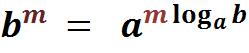 b^m = a^{m log_a b}